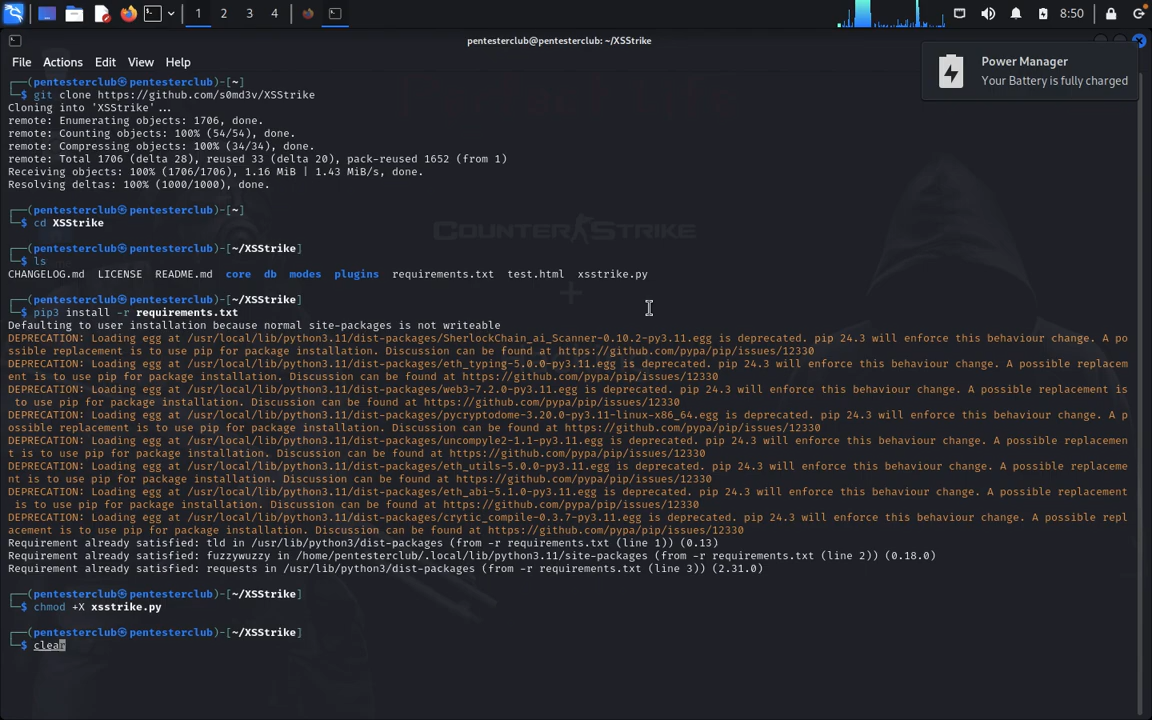 1 2 3 4
8:50
pentesterclub@pentesterclub: ~/XSStrike
File Actions Edit View Help
Power Manager
Your Battery is fully charged
┌──(pentesterclub㉿pentesterclub)-[~]
└─$ git clone https://github.com/s0md3v/XSStrike
Cloning into 'XSStrike'...
remote: Enumerating objects: 1706, done.
remote: Counting objects: 100% (54/54), done.
remote: Compressing objects: 100% (34/34), done.
remote: Total 1706 (delta 28), reused 33 (delta 20), pack-reused 1652 (from 1)
Receiving objects: 100% (1706/1706), 1.16 MiB | 1.43 MiB/s, done.
Resolving deltas: 100% (1000/1000), done.
┌──(pentesterclub㉿pentesterclub)-[~]
└─$ cd XSStrike
COUNTER STRIKE
┌──(pentesterclub㉿pentesterclub)-[~/XSStrike]
└─$ ls
CHANGELOG.md LICENSE README.md core db modes plugins requirements.txt test.html xsstrike.py
┌──(pentesterclub㉿pentesterclub)-[~/XSStrike]
└─$ pip3 install -r requirements.txt
Defaulting to user installation because normal site-packages is not writeable
DEPRECATION: Loading egg at /usr/local/lib/python3.11/dist-packages/SherlockChain_ai_Scanner-0.10.2-py3.11.egg is deprecated. pip 24.3 will enforce this behaviour change. A po
ssible replacement is to use pip for package installation. Discussion can be found at https://github.com/pypa/pip/issues/12330
DEPRECATION: Loading egg at /usr/local/lib/python3.11/dist-packages/eth_typing-5.0.0-py3.11.egg is deprecated. pip 24.3 will enforce this behaviour change. A possible replacem
ent is to use pip for package installation. Discussion can be found at https://github.com/pypa/pip/issues/12330
DEPRECATION: Loading egg at /usr/local/lib/python3.11/dist-packages/web3-7.2.0-py3.11.egg is deprecated. pip 24.3 will enforce this behaviour change. A possible replacement is
to use pip for package installation. Discussion can be found at https://github.com/pypa/pip/issues/12330
DEPRECATION: Loading egg at /usr/local/lib/python3.11/dist-packages/pycryptodome-3.20.0-py3.11-linux-x86_64.egg is deprecated. pip 24.3 will enforce this behaviour change. A p
ossible replacement is to use pip for package installation. Discussion can be found at https://github.com/pypa/pip/issues/12330
DEPRECATION: Loading egg at /usr/local/lib/python3.11/dist-packages/uncompyle2-1.1-py3.11.egg is deprecated. pip 24.3 will enforce this behaviour change. A possible replacemen
t is to use pip for package installation. Discussion can be found at https://github.com/pypa/pip/issues/12330
DEPRECATION: Loading egg at /usr/local/lib/python3.11/dist-packages/eth_utils-5.0.0-py3.11.egg is deprecated. pip 24.3 will enforce this behaviour change. A possible replaceme
nt is to use pip for package installation. Discussion can be found at https://github.com/pypa/pip/issues/12330
DEPRECATION: Loading egg at /usr/local/lib/python3.11/dist-packages/eth_abi-5.1.0-py3.11.egg is deprecated. pip 24.3 will enforce this behaviour change. A possible replacement
is to use pip for package installation. Discussion can be found at https://github.com/pypa/pip/issues/12330
DEPRECATION: Loading egg at /usr/local/lib/python3.11/dist-packages/crytic_compile-0.3.7-py3.11.egg is deprecated. pip 24.3 will enforce this behaviour change. A possible repl
acement is to use pip for package installation. Discussion can be found at https://github.com/pypa/pip/issues/12330
Requirement already satisfied: tld in /usr/lib/python3/dist-packages (from -r requirements.txt (line 1)) (0.13)
Requirement already satisfied: fuzzywuzzy in /home/pentesterclub/.local/lib/python3.11/site-packages (from -r requirements.txt (line 2)) (0.18.0)
Requirement already satisfied: requests in /usr/lib/python3/dist-packages (from -r requirements.txt (line 3)) (2.31.0)
┌──(pentesterclub㉿pentesterclub)-[~/XSStrike]
└─$ chmod +X xsstrike.py
┌──(pentesterclub㉿pentesterclub)-[~/XSStrike]
└─$ clear